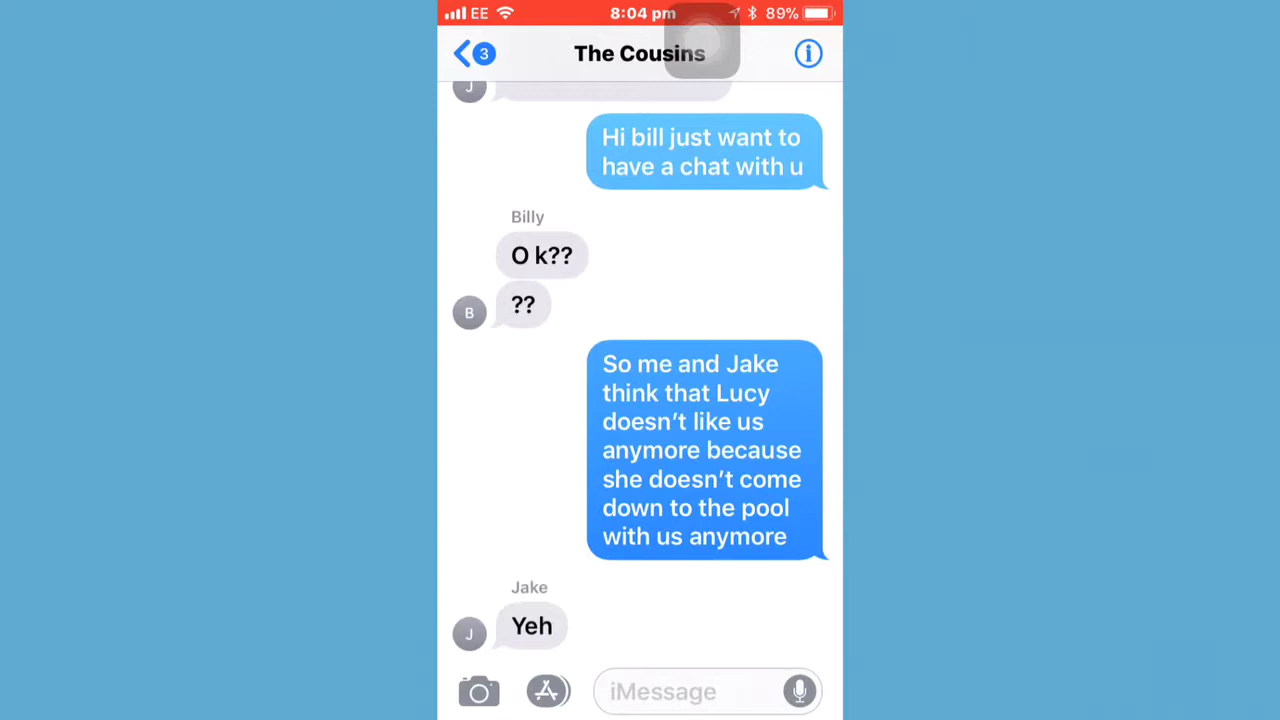 EE 8:04 pm 89%
3 The Cousins i
J
Hi bill just want to
have a chat with u
Billy
O k??
??
B
So me and Jake
think that Lucy
doesn’t like us
anymore because
she doesn’t come
down to the pool
with us anymore
Jake
Yeh
J
iMessage